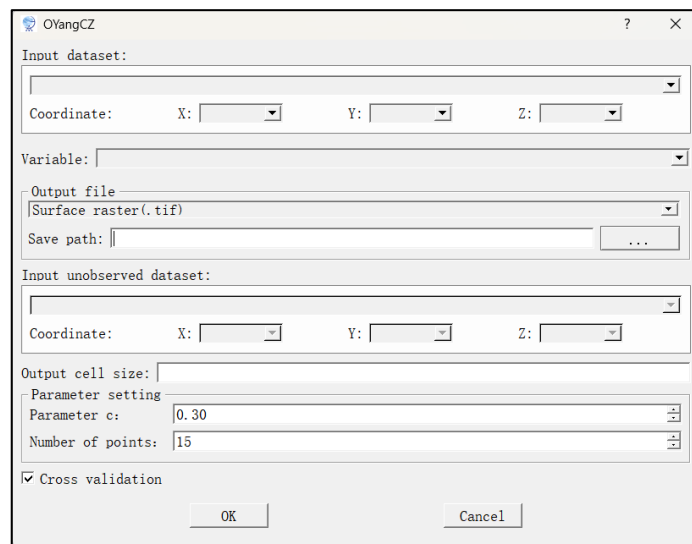 OYangCZ ? ×
Input dataset:
Coordinate: X: Y: Z:
Variable:
Output file
Surface raster(.tif)
Save path: ...
Input unobserved dataset:
Coordinate: X: Y: Z:
Output cell size:
Parameter setting
Parameter c: 0.30
Number of points: 15
Cross validation
OK Cancel